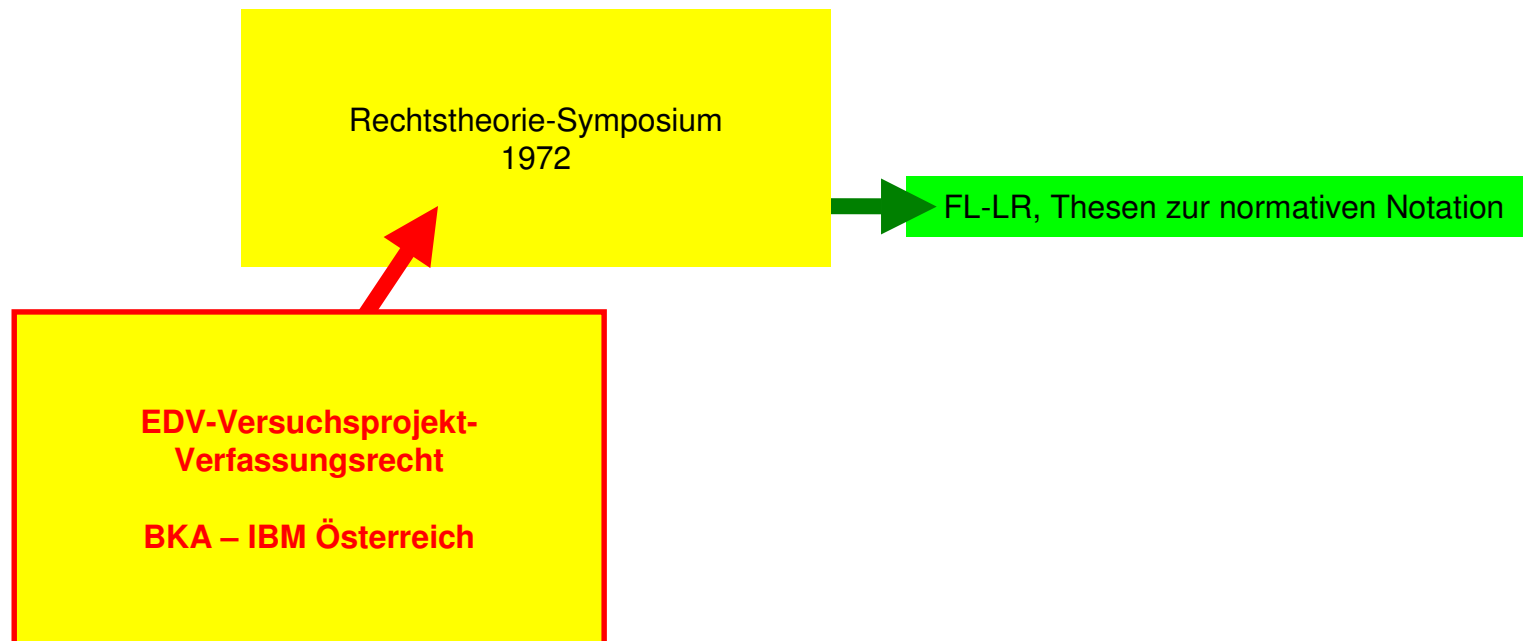 Rechtstheorie-Symposium
1972
FL-LR, Thesen zur normativen Notation
EDV-Versuchsprojekt-
Verfassungsrecht
BKA – IBM Österreich